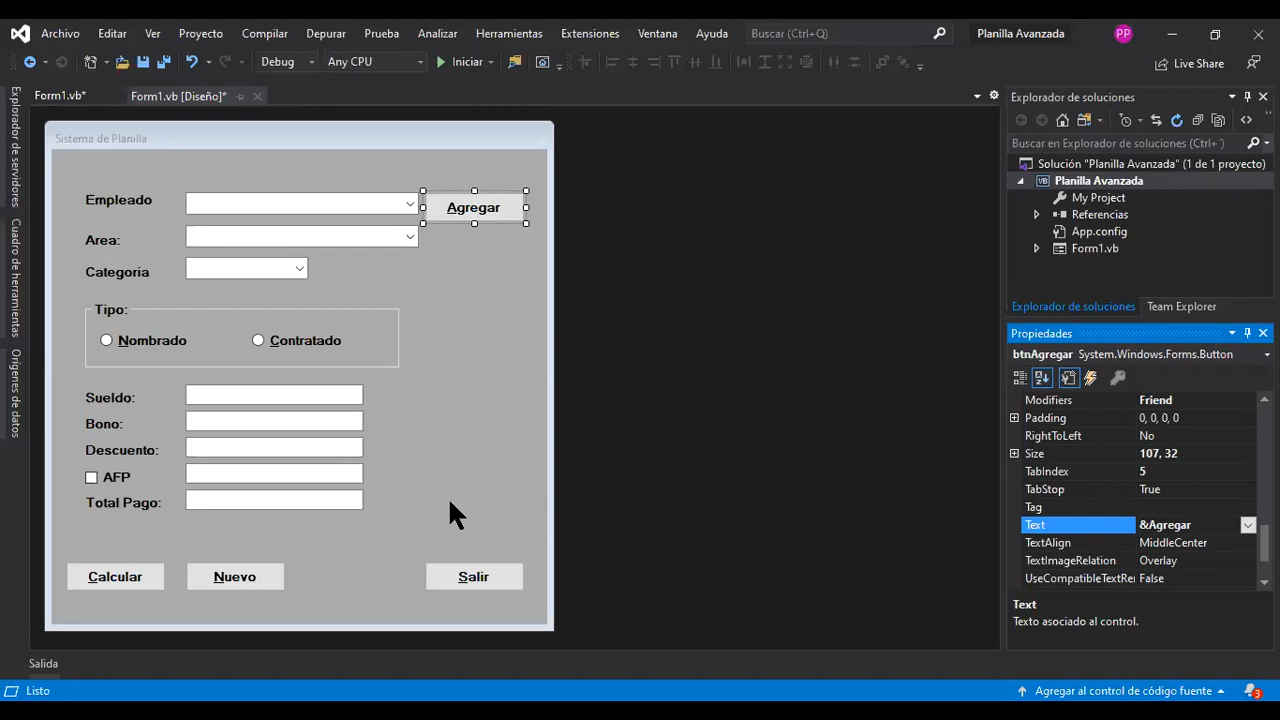 Archivo Editar Ver Proyecto Compilar Depurar Prueba Analizar Herramientas Extensiones Ventana Ayuda Buscar (Ctrl+Q) Planilla Avanzada PP
Debug Any CPU Iniciar Live Share
Explorador de servidores
Cuadro de herramientas
Orígenes de datos
Form1.vb* Form1.vb [Diseño]*
Sistema de Planilla
Empleado Agregar
Area:
Categoria
Tipo:
Nombrado Contratado
Sueldo:
Bono:
Descuento:
AFP
Total Pago:
Calcular Nuevo Salir
Explorador de soluciones
Buscar en Explorador de soluciones (Ctrl+
Solución "Planilla Avanzada" (1 de 1 proyecto)
VB Planilla Avanzada
My Project
Referencias
App.config
Form1.vb
Explorador de soluciones Team Explorer
Propiedades
btnAgregar System.Windows.Forms.Button
Modifiers Friend
Padding 0, 0, 0, 0
RightToLeft No
Size 107, 32
TabIndex 5
TabStop True
Tag
Text &Agregar
TextAlign MiddleCenter
TextImageRelation Overlay
UseCompatibleTextRer False
Text
Texto asociado al control.
Salida
Listo Agregar al control de código fuente 3